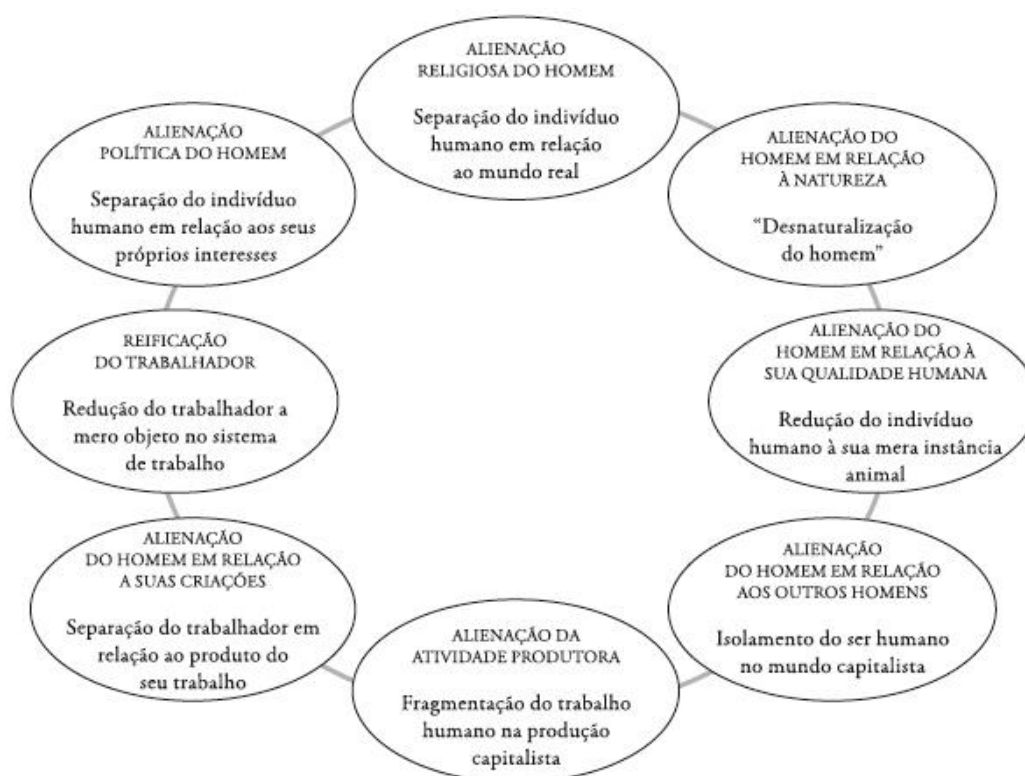 ALIENAÇÃO
RELIGIOSA DO HOMEM
Separação do indivíduo
humano em relação
ao mundo real
ALIENAÇÃO DO
HOMEM EM RELAÇÃO
À NATUREZA
“Desnaturalização
do homem”
ALIENAÇÃO DO
HOMEM EM RELAÇÃO À
SUA QUALIDADE HUMANA
Redução do indivíduo
humano à sua mera instância
animal
ALIENAÇÃO
DO HOMEM EM RELAÇÃO
AOS OUTROS HOMENS
Isolamento do ser humano
no mundo capitalista
ALIENAÇÃO DA
ATIVIDADE PRODUTORA
Fragmentação do trabalho
humano na produção
capitalista
ALIENAÇÃO
DO HOMEM EM RELAÇÃO
A SUAS CRIAÇÕES
Separação do trabalhador em
relação ao produto do
seu trabalho
REIFICAÇÃO
DO TRABALHADOR
Redução do trabalhador a
mero objeto no sistema
de trabalho
ALIENAÇÃO
POLÍTICA DO HOMEM
Separação do indivíduo
humano em relação aos seus
próprios interesses